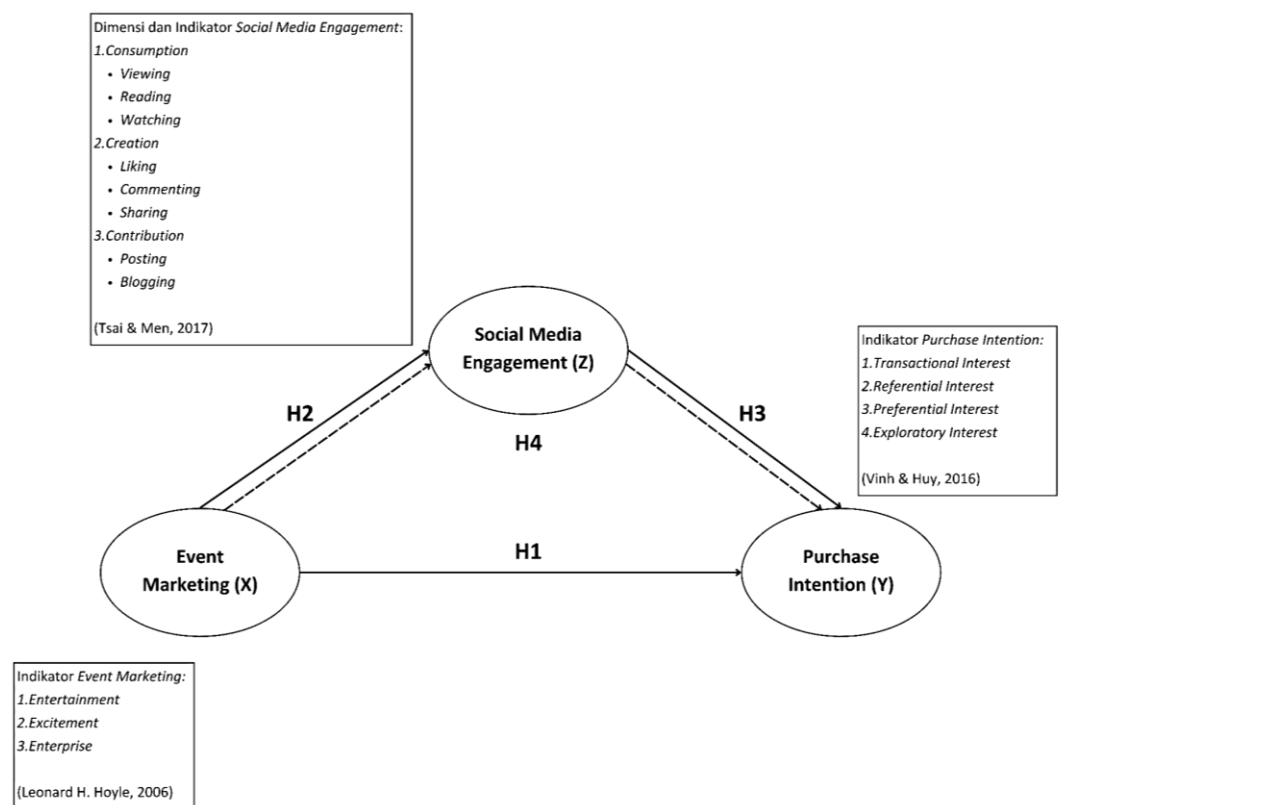 Dimensi dan Indikator Social Media Engagement:
1.Consumption
• Viewing
• Reading
• Watching
2.Creation
• Liking
• Commenting
• Sharing
3.Contribution
• Posting
• Blogging
(Tsai & Men, 2017)
Social Media
Engagement (Z)
Indikator Purchase Intention:
1.Transactional Interest
2.Referential Interest
3.Preferential Interest
4.Exploratory Interest
(Vinh & Huy, 2016)
H2
H3
H4
Event
Marketing (X)
H1
Purchase
Intention (Y)
Indikator Event Marketing:
1.Entertainment
2.Excitement
3.Enterprise
(Leonard H. Hoyle, 2006)